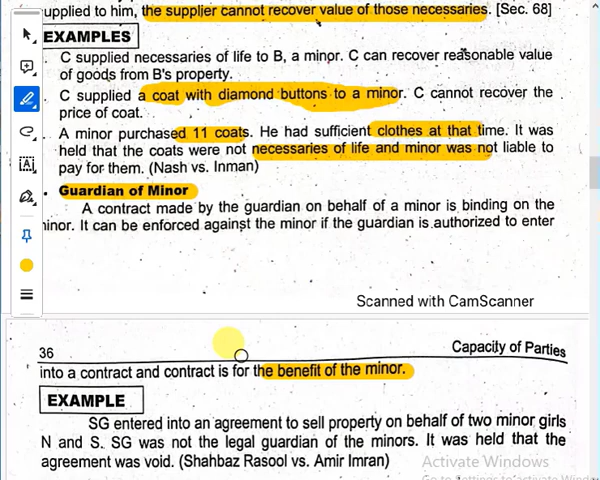 upplied to him, the supplier cannot recover value of those necessaries. [Sec. 68]
EXAMPLES
C supplied necessaries of life to B, a minor. C can recover reasonable value
of goods from B's property.
C supplied a coat with diamond buttons to a minor. C cannot recover the
price of coat.
A minor purchased 11 coats. He had sufficient clothes at that time. It was
held that the coats were not necessaries of life and minor was not liable to
pay for them. (Nash vs. Inman)
Guardian of Minor
A contract made by the guardian on behalf of a minor is binding on the
inor. It can be enforced against the minor if the guardian is authorized to enter
Scanned with CamScanner
36
Capacity of Parties
into a contract and contract is for the benefit of the minor.
EXAMPLE
SG entered into an agreement to sell property on behalf of two minor girls
N and S. SG was not the legal guardian of the minors. It was held that the
agreement was void. (Shahbaz Rasool vs. Amir Imran)
Activate Windows
Go to Settings to activate Wind